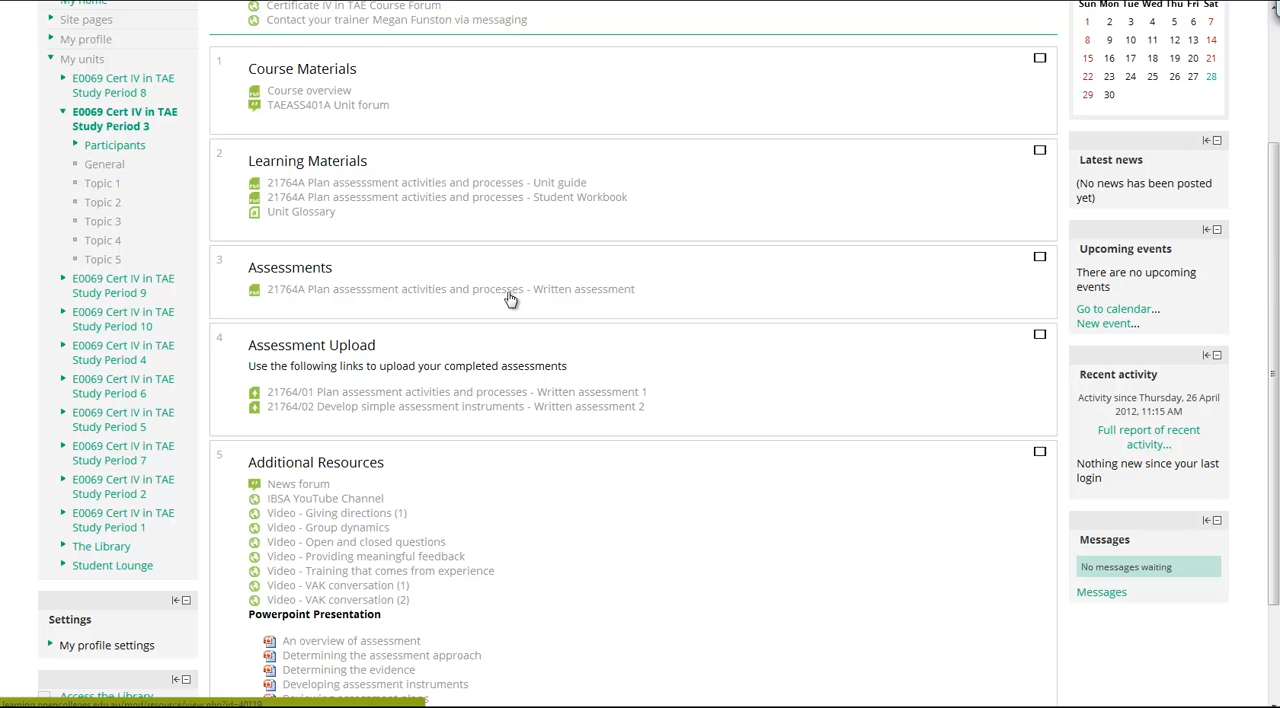 My home
Site pages
My profile
My units
E0069 Cert IV in TAE
Study Period 8
E0069 Cert IV in TAE
Study Period 3
Participants
General
Topic 1
Topic 2
Topic 3
Topic 4
Topic 5
E0069 Cert IV in TAE
Study Period 9
E0069 Cert IV in TAE
Study Period 10
E0069 Cert IV in TAE
Study Period 4
E0069 Cert IV in TAE
Study Period 6
E0069 Cert IV in TAE
Study Period 5
E0069 Cert IV in TAE
Study Period 7
E0069 Cert IV in TAE
Study Period 2
E0069 Cert IV in TAE
Study Period 1
The Library
Student Lounge
Settings
My profile settings
Access the Library
Certificate IV in TAE Course Forum
Contact your trainer Megan Funston via messaging
1
Course Materials
Course overview
TAEASS401A Unit forum
2
Learning Materials
21764A Plan assesssment activities and processes - Unit guide
21764A Plan assesssment activities and processes - Student Workbook
Unit Glossary
3
Assessments
21764A Plan assesssment activities and processes - Written assessment
4
Assessment Upload
Use the following links to upload your completed assessments
21764/01 Plan assessment activities and processes - Written assessment 1
21764/02 Develop simple assessment instruments - Written assessment 2
5
Additional Resources
News forum
IBSA YouTube Channel
Video - Giving directions (1)
Video - Group dynamics
Video - Open and closed questions
Video - Providing meaningful feedback
Video - Training that comes from experience
Video - VAK conversation (1)
Video - VAK conversation (2)
Powerpoint Presentation
An overview of assessment
Determining the assessment approach
Determining the evidence
Developing assessment instruments
learning.opencolleges.edu.au/mod/resource/view.php?id=40119
Sun Mon Tue Wed Thu Fri Sat
1 2 3 4 5 6 7
8 9 10 11 12 13 14
15 16 17 18 19 20 21
22 23 24 25 26 27 28
29 30
Latest news
(No news has been posted
yet)
Upcoming events
There are no upcoming
events
Go to calendar...
New event...
Recent activity
Activity since Thursday, 26 April
2012, 11:15 AM
Full report of recent
activity...
Nothing new since your last
login
Messages
No messages waiting
Messages